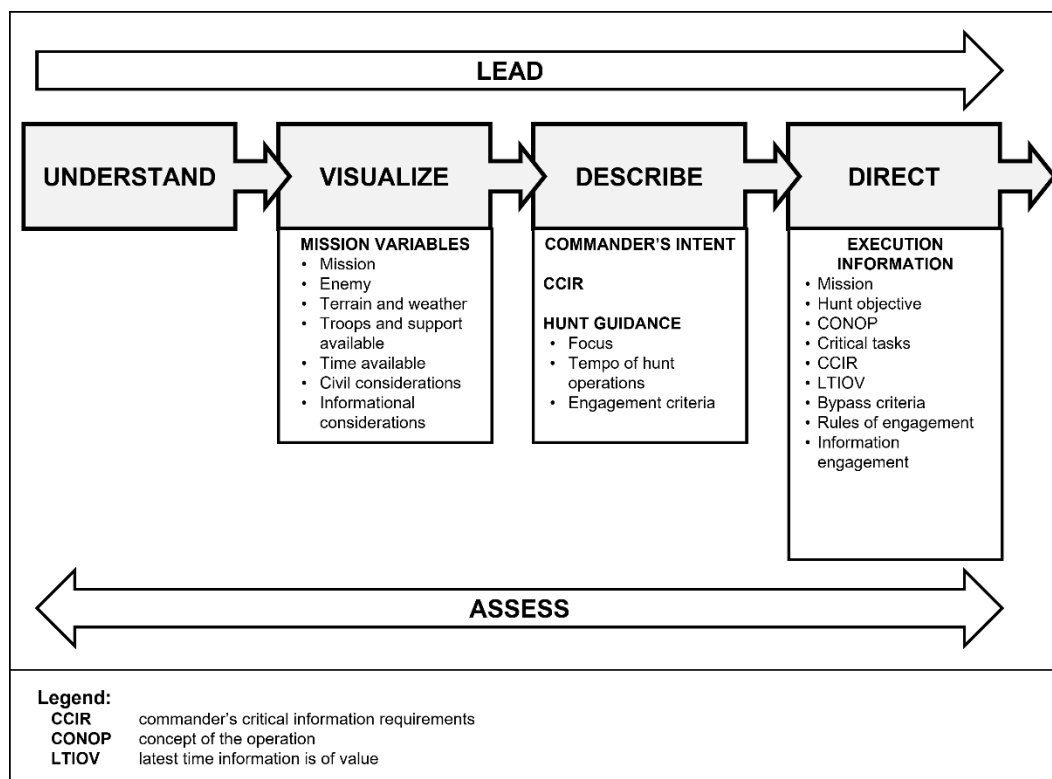 LEAD
UNDERSTAND
VISUALIZE
DESCRIBE
DIRECT
MISSION VARIABLES
• Mission
• Enemy
• Terrain and weather
• Troops and support
available
• Time available
• Civil considerations
• Informational
considerations
COMMANDER’S INTENT
CCIR
HUNT GUIDANCE
• Focus
• Tempo of hunt
operations
• Engagement criteria
EXECUTION
INFORMATION
• Mission
• Hunt objective
• CONOP
• Critical tasks
• CCIR
• LTIOV
• Bypass criteria
• Rules of engagement
• Information
engagement
ASSESS
Legend:
CCIR commander’s critical information requirements
CONOP concept of the operation
LTIOV latest time information is of value